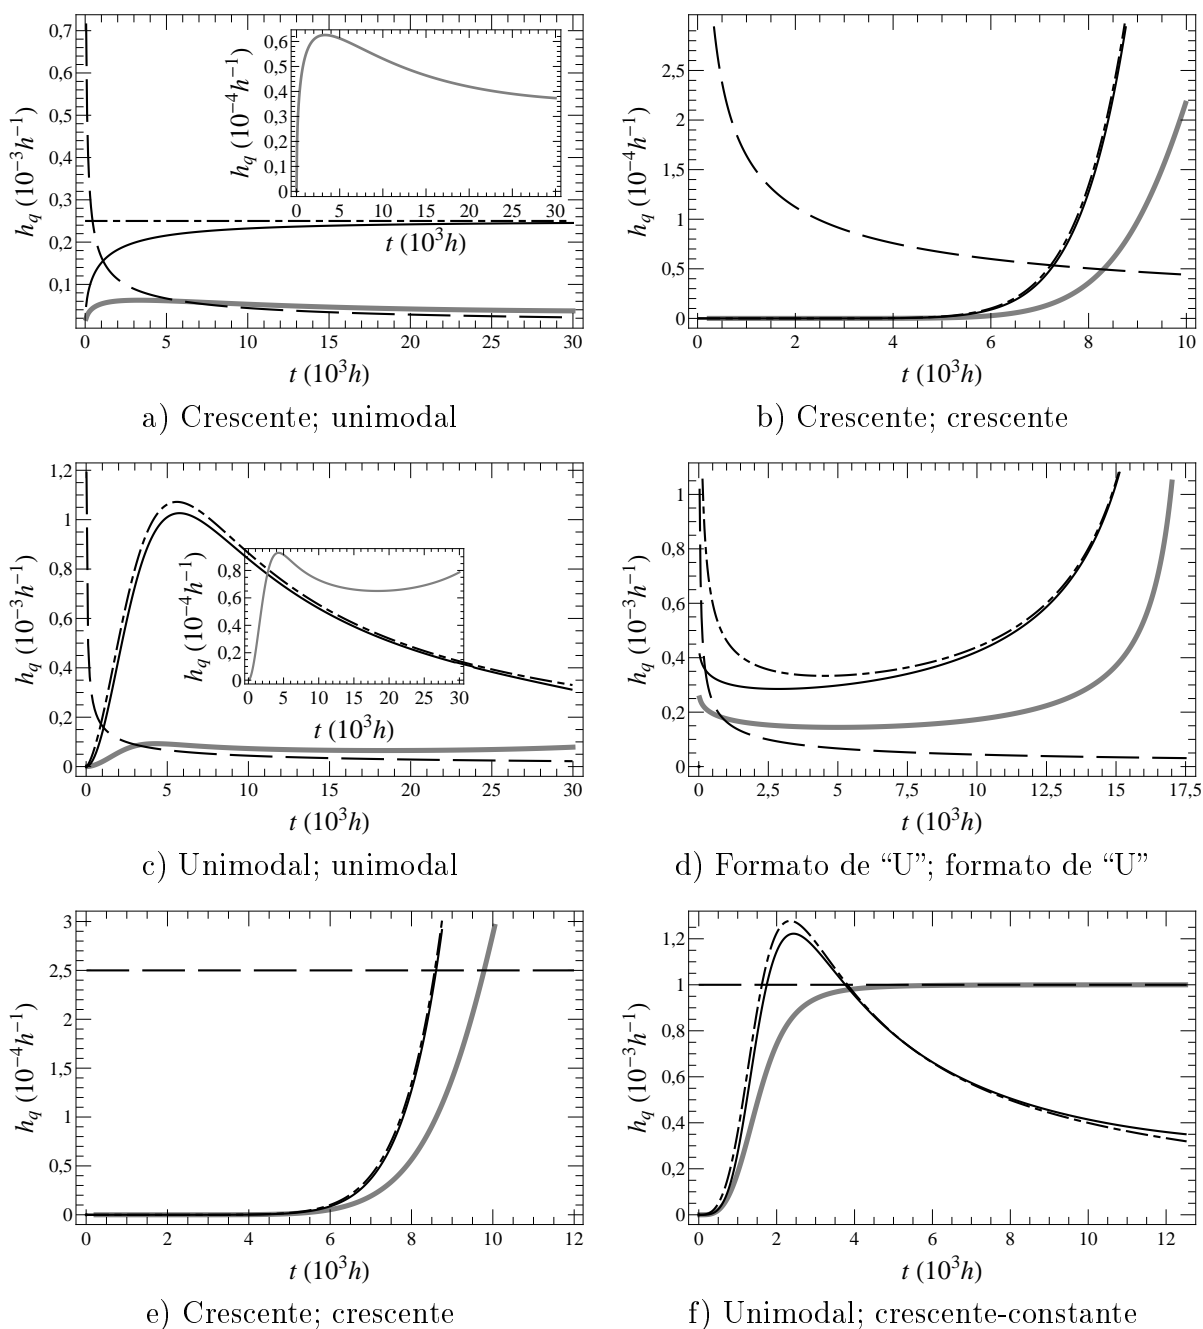 0,7
0,6
0,5
0,4
0,3
0,2
0,1
h_q (10^{-3}h^{-1})
0 5 10 15 20 25 30
t (10^3h)
0,6
0,5
0,4
0,3
0,2
0,1
0
h_q (10^{-4}h^{-1})
0 5 10 15 20 25 30
t (10^3h)
a) Crescente; unimodal
2,5
2
1,5
1
0,5
0
h_q (10^{-4}h^{-1})
0 2 4 6 8 10
t (10^3h)
b) Crescente; crescente
1,2
1
0,8
0,6
0,4
0,2
0
h_q (10^{-3}h^{-1})
0 5 10 15 20 25 30
t (10^3h)
0,8
0,6
0,4
0,2
0
h_q (10^{-4}h^{-1})
0 5 10 15 20 25 30
t (10^3h)
c) Unimodal; unimodal
1
0,8
0,6
0,4
0,2
0
h_q (10^{-3}h^{-1})
0 2,5 5 7,5 10 12,5 15 17,5
t (10^3h)
d) Formato de “U”; formato de “U”
3
2,5
2
1,5
1
0,5
0
h_q (10^{-4}h^{-1})
0 2 4 6 8 10 12
t (10^3h)
e) Crescente; crescente
1,2
1
0,8
0,6
0,4
0,2
0
h_q (10^{-3}h^{-1})
0 2 4 6 8 10 12
t (10^3h)
f) Unimodal; crescente-constante